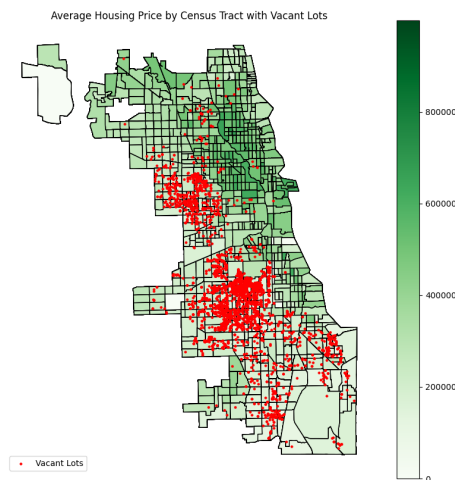 Average Housing Price by Census Tract with Vacant Lots
800000
600000
400000
200000
0
Vacant Lots